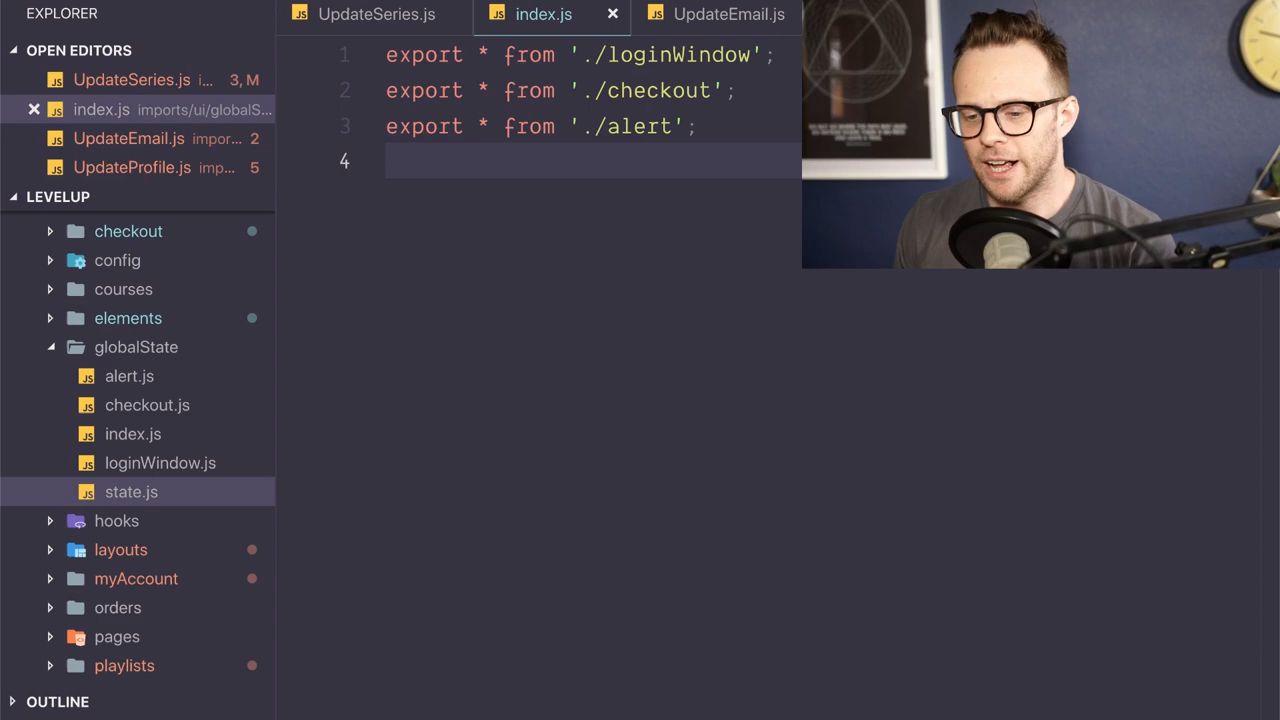 EXPLORER
OPEN EDITORS
UpdateSeries.js i... 3, M
index.js imports/ui/globalS...
UpdateEmail.js impor... 2
UpdateProfile.js imp... 5
LEVELUP
checkout
config
courses
elements
globalState
alert.js
checkout.js
index.js
loginWindow.js
state.js
hooks
layouts
myAccount
orders
pages
playlists
OUTLINE
UpdateSeries.js
index.js
UpdateEmail.js
1 export * from './loginWindow';
2 export * from './checkout';
3 export * from './alert';
4